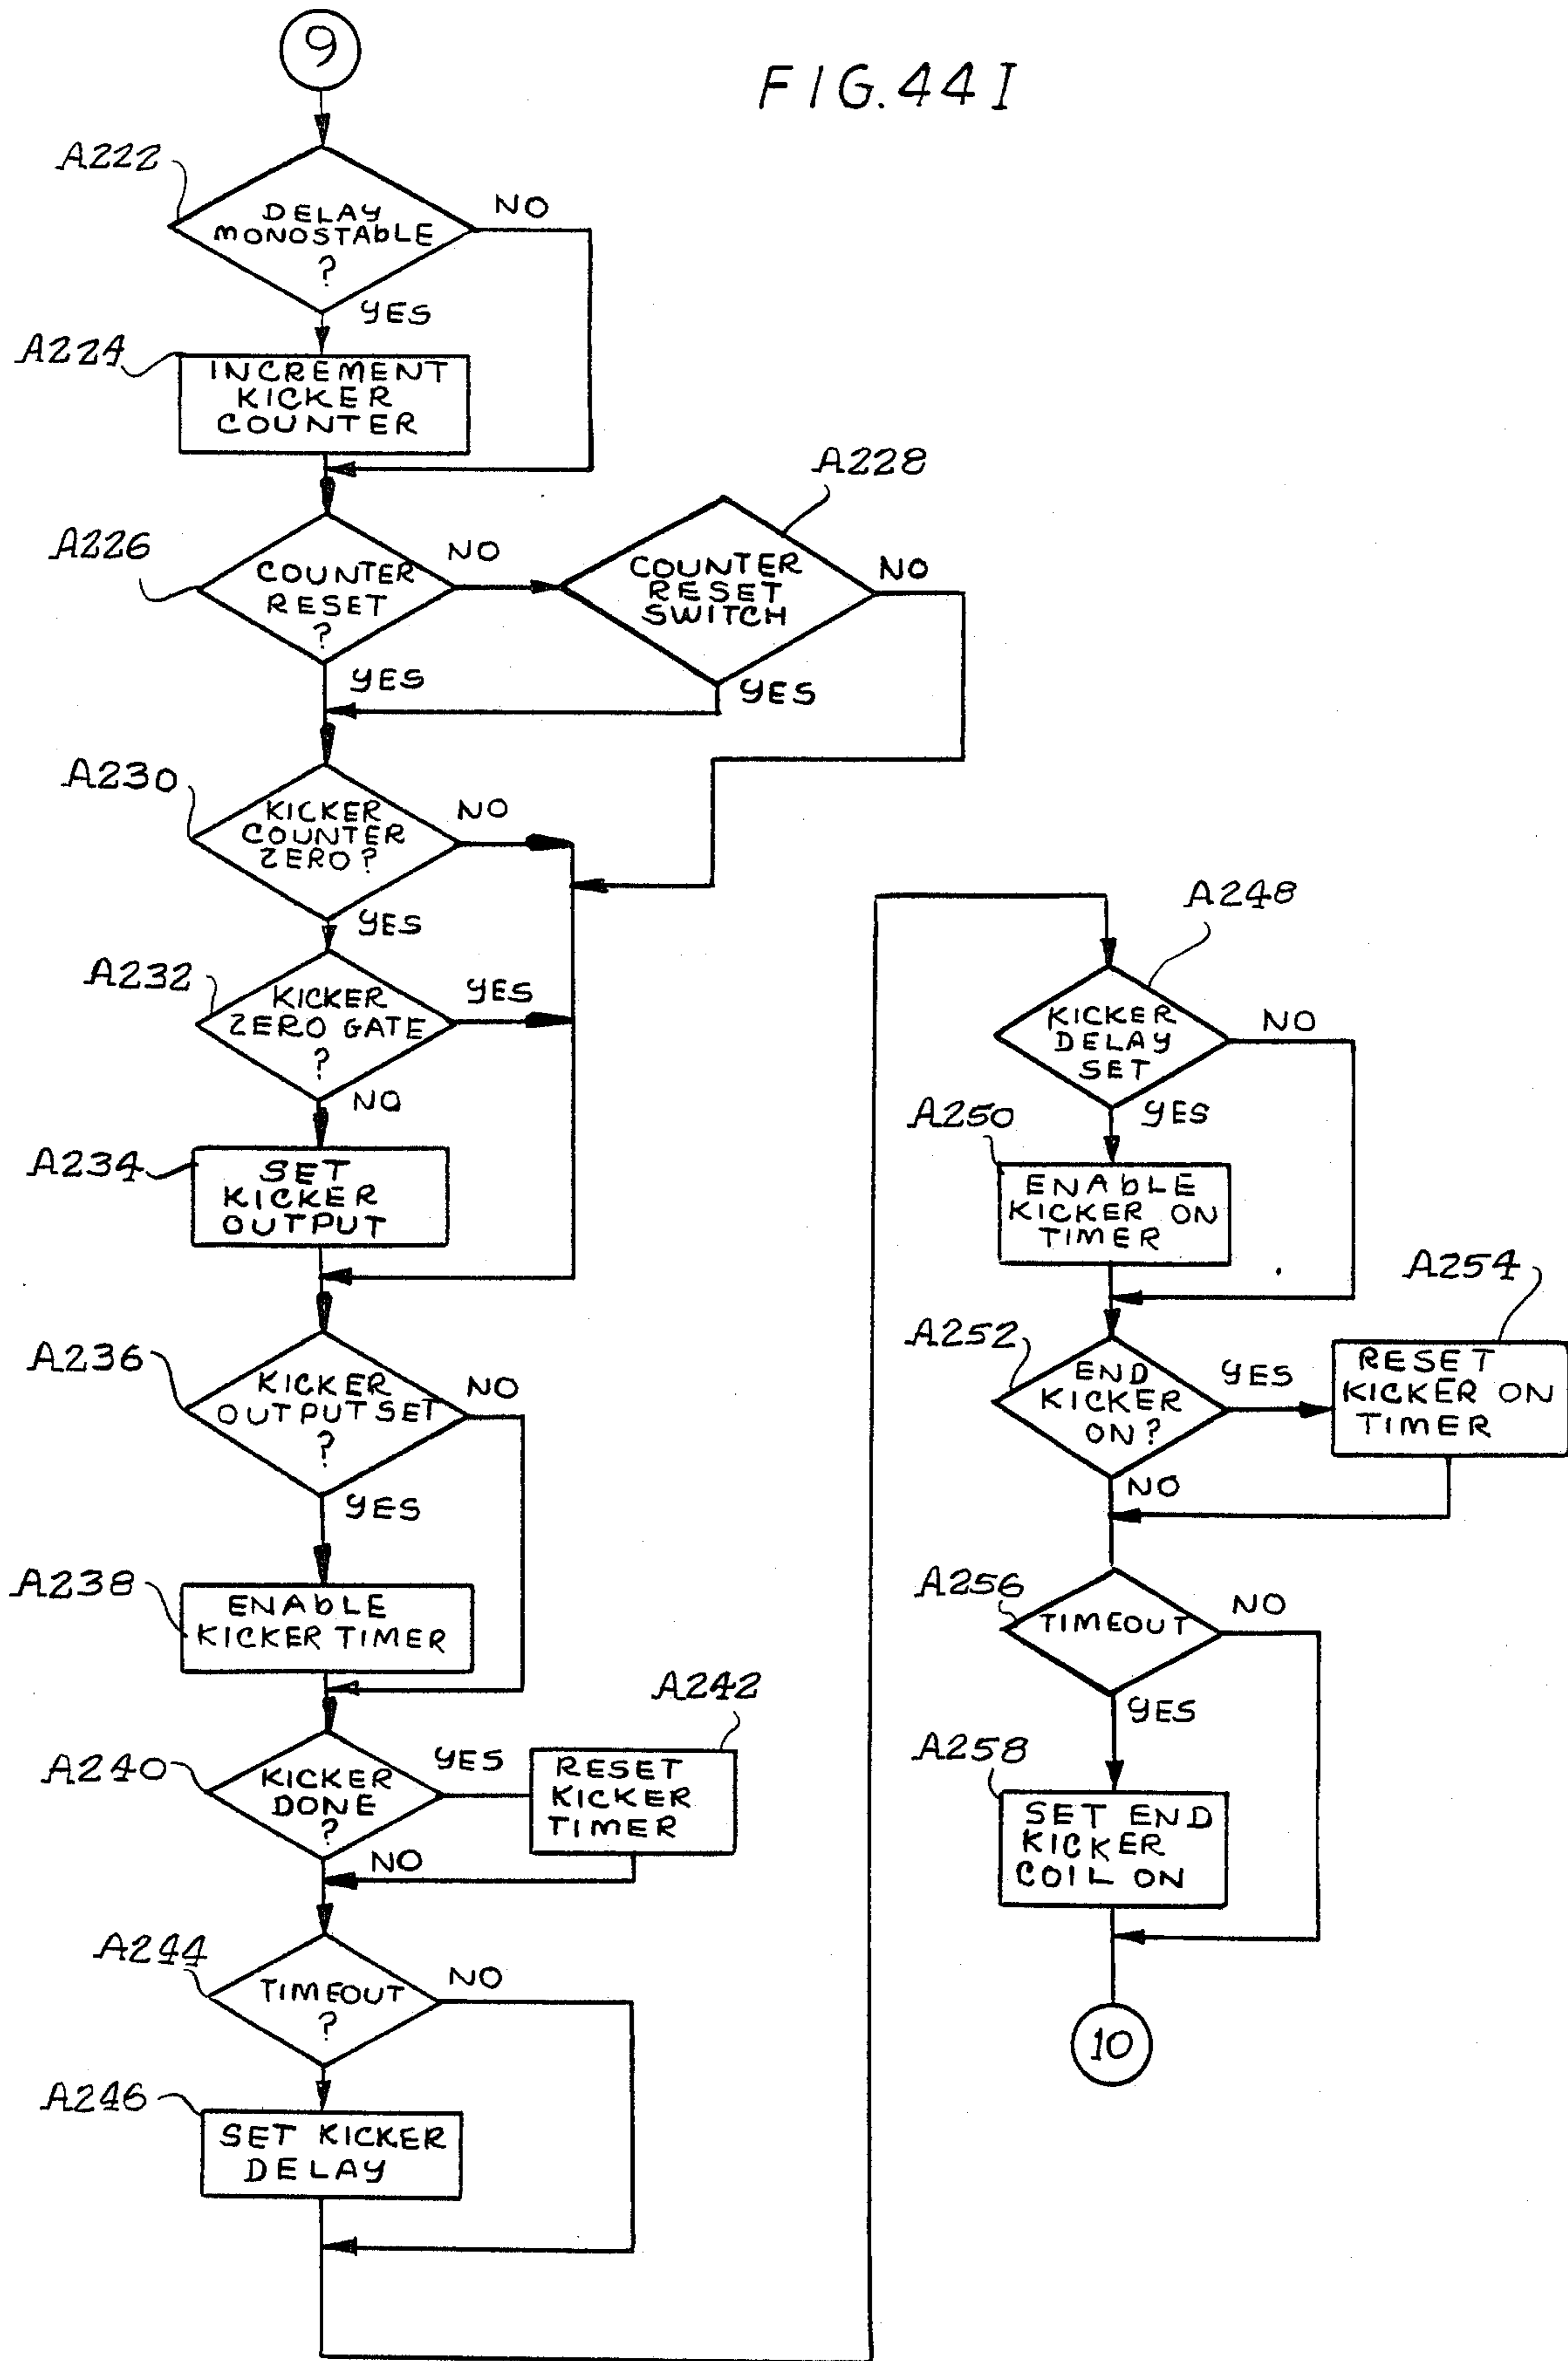 9
FIG.44I
A222
DELAY
MONOSTAbLE
?
NO
YES
A224
INCREMENT
KICKER
COUNTER
A226
COUNTER
RESET
?
NO
YES
A228
COUNTER
RESET
SWITCH
NO
YES
A230
KICKER
COUNTER
ZERO?
NO
YES
A232
KICKER
ZERO GATE
?
YES
NO
A234
SET
KICKER
OUTPUT
A236
KICKER
OUTPUT SET
?
NO
YES
A238
ENAbLE
KICKER TIMER
A240
KICKER
DONE
?
YES
NO
A242
RESET
KICKER
TIMER
A244
TIMEOUT
?
NO
A246
SET KICKER
DELAY
A248
KICKER
DELAY
SET
NO
YES
A250
ENAbLE
KICKER ON
TIMER
A252
END
KICKER
ON?
YES
NO
A254
RESET
KICKER ON
TIMER
A256
TIMEOUT
NO
YES
A258
SET END
KICKER
COIL ON
10